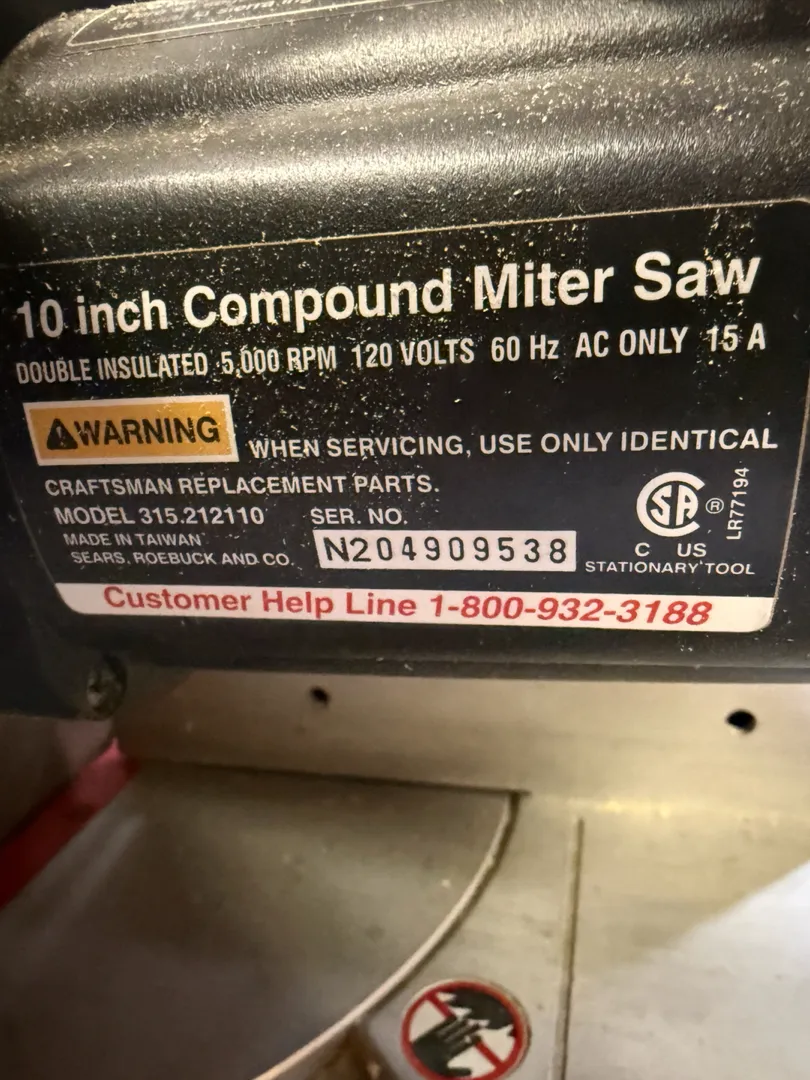 10 inch Compound Miter Saw
DOUBLE INSULATED 5,000 RPM 120 VOLTS 60 Hz AC ONLY 15 A
WARNING WHEN SERVICING, USE ONLY IDENTICAL
CRAFTSMAN REPLACEMENT PARTS.
MODEL 315.212110 SER. NO.
MADE IN TAIWAN
SEARS, ROEBUCK AND CO.
N204909538
SA ®
C US
STATIONARY TOOL
LR77194
Customer Help Line 1-800-932-3188